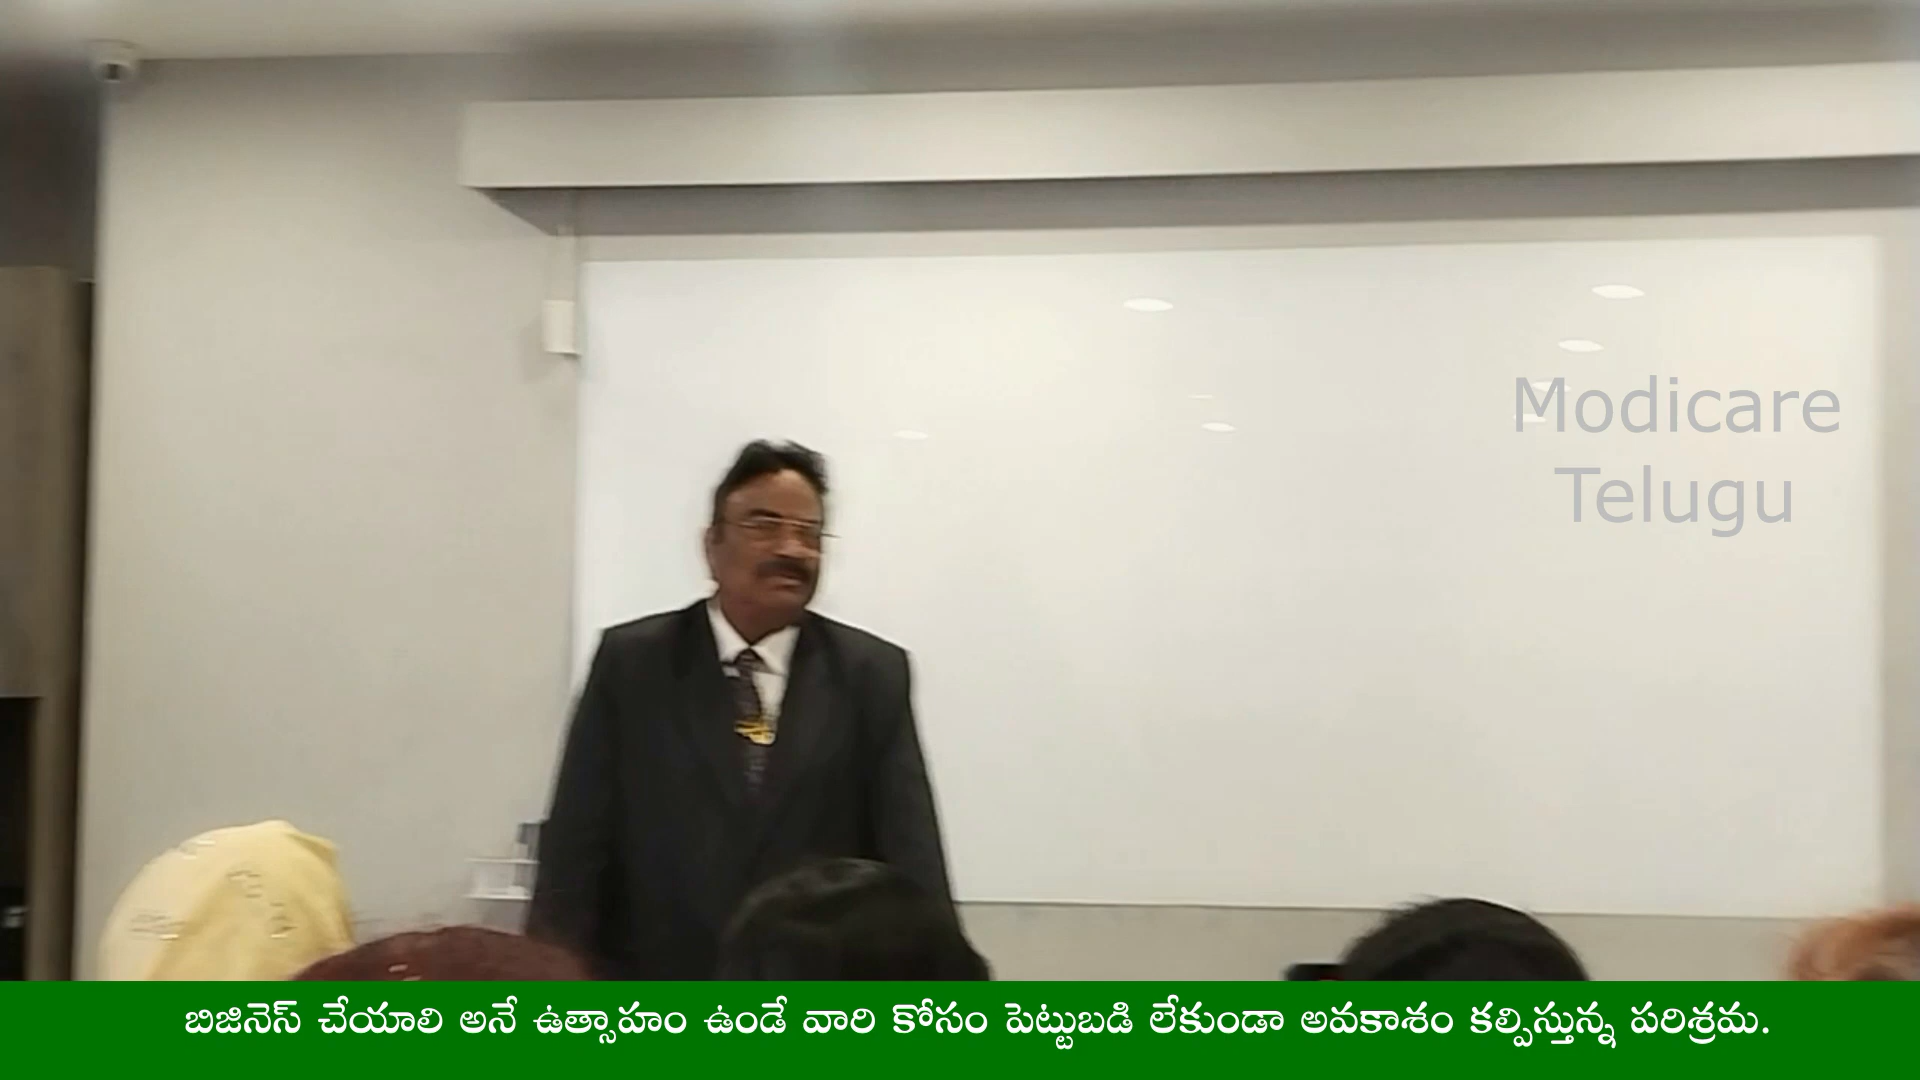 Modicare
Telugu
బిజినెస్ చేయాలి అనే ఉత్సాహం ఉండే వారి కోసం పెట్టుబడి లేకుండా అవకాశం కల్పిస్తున్న పరిశ్రమ.